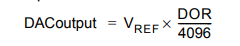 DACoutput = VREF × DOR
4096